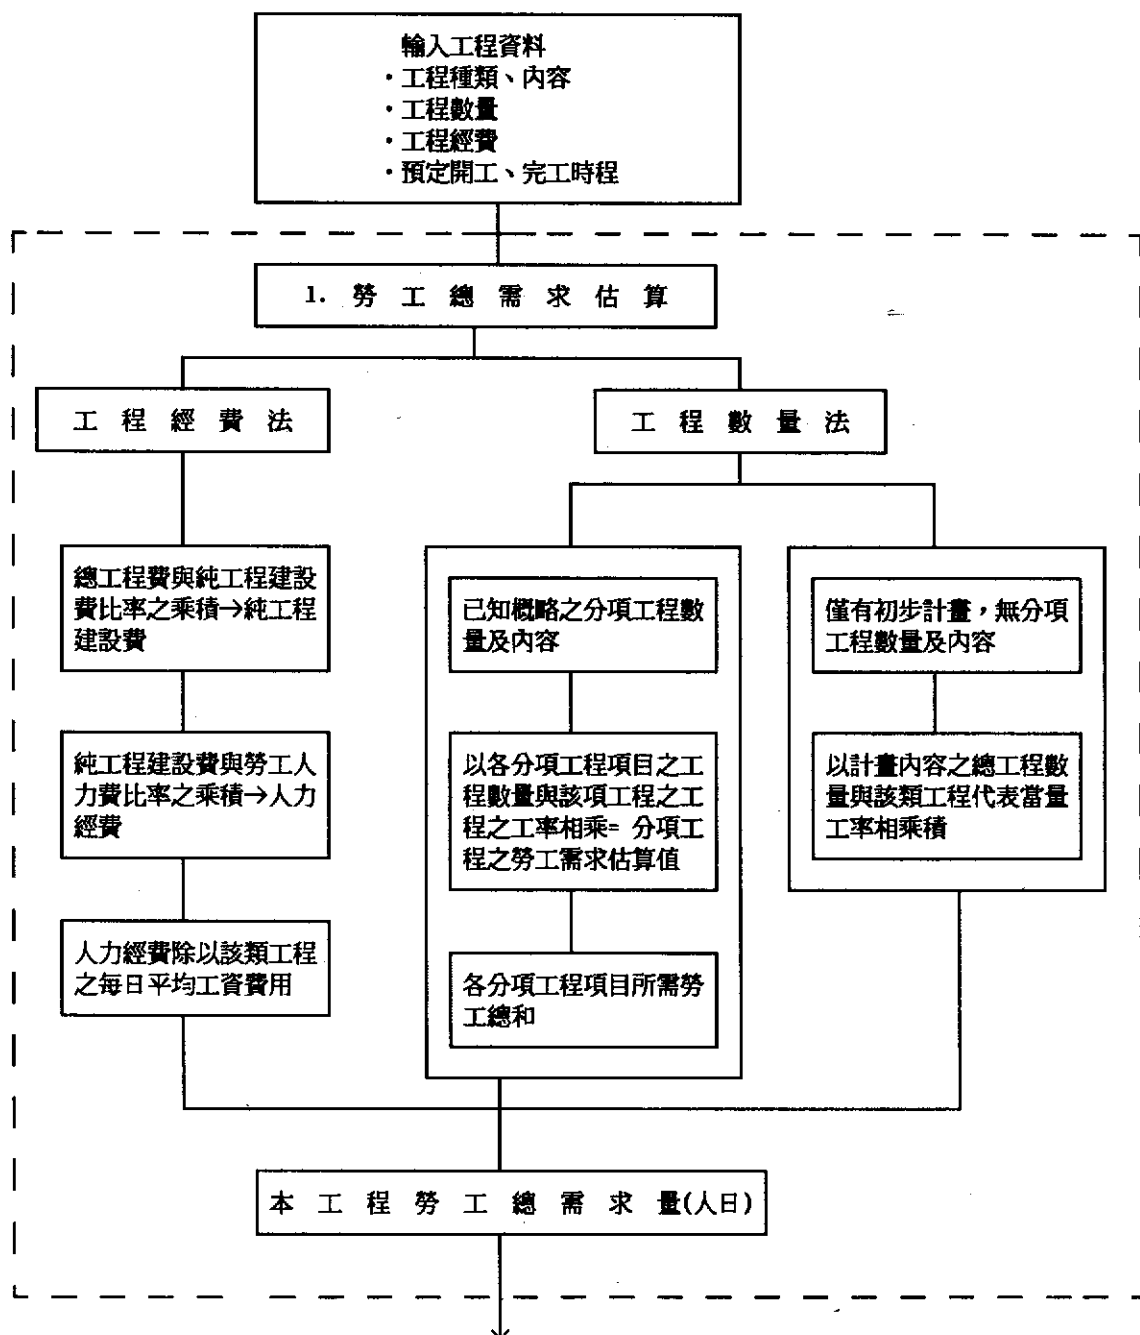 輸入工程資料
・工程種類、內容
・工程數量
・工程經費
・預定開工、完工時程
1. 勞工總需求估算
工程經費法
工程數量法
總工程費與純工程建設
費比率之乘積→純工程
建設費
純工程建設費與勞工人
力費比率之乘積→人力
經費
人力經費除以該類工程
之每日平均工資費用
已知概略之分項工程數
量及內容
以各分項工程項目之工
程數量與該項工程之工
程之工率相乘= 分項工
程之勞工需求估算值
各分項工程項目所需勞
工總和
僅有初步計畫，無分項
工程數量及內容
以計畫內容之總工程數
量與該類工程代表當量
工率相乘積
本工程勞工總需求量(人日)